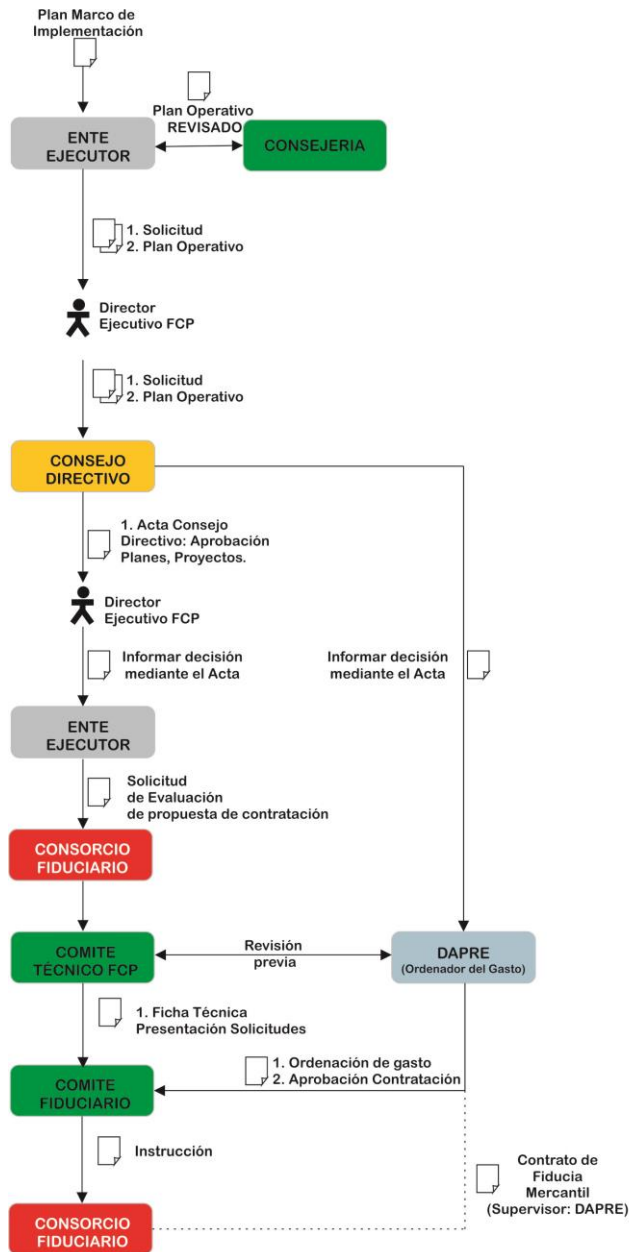 Plan Marco de
Implementación
Plan Operativo
REVISADO
ENTE
EJECUTOR
CONSEJERIA
1. Solicitud
2. Plan Operativo
Director
Ejecutivo FCP
1. Solicitud
2. Plan Operativo
CONSEJO
DIRECTIVO
1. Acta Consejo
Directivo: Aprobación
Planes, Proyectos.
Director
Ejecutivo FCP
Informar decisión
mediante el Acta
Informar decisión
mediante el Acta
ENTE
EJECUTOR
Solicitud
de Evaluación
de propuesta de contratación
CONSORCIO
FIDUCIARIO
COMITE
TÉCNICO FCP
Revisión
previa
DAPRE
(Ordenador del Gasto)
1. Ficha Técnica
Presentación Solicitudes
1. Ordenación de gasto
2. Aprobación Contratación
COMITE
FIDUCIARIO
Instrucción
Contrato de
Fiducia
Mercantil
(Supervisor: DAPRE)
CONSORCIO
FIDUCIARIO